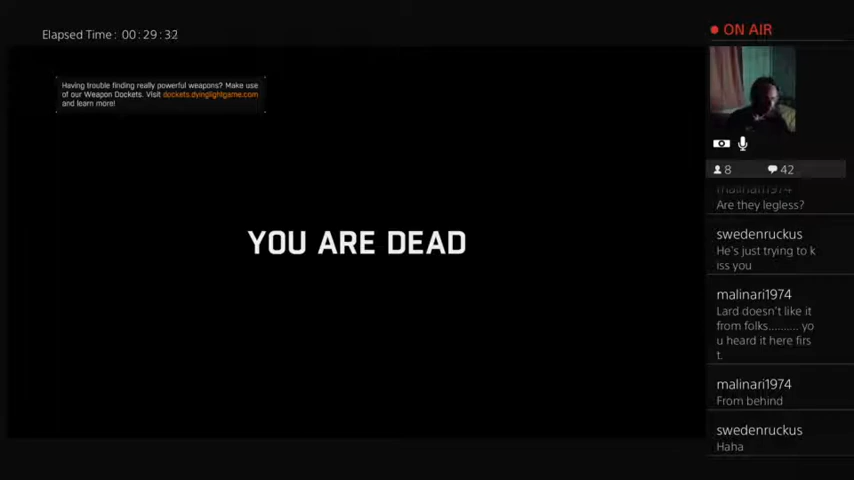 Elapsed Time: 00:29:32
ON AIR
Having trouble finding really powerful weapons? Make use
of our Weapon Dockets. Visit dockets.dyinglightgame.com
and learn more!
YOU ARE DEAD
8
42
malinari1974
Are they legless?
swedenruckus
He's just trying to k
iss you
malinari1974
Lard doesn't like it
from folks.......... yo
u heard it here firs
t.
malinari1974
From behind
swedenruckus
Haha